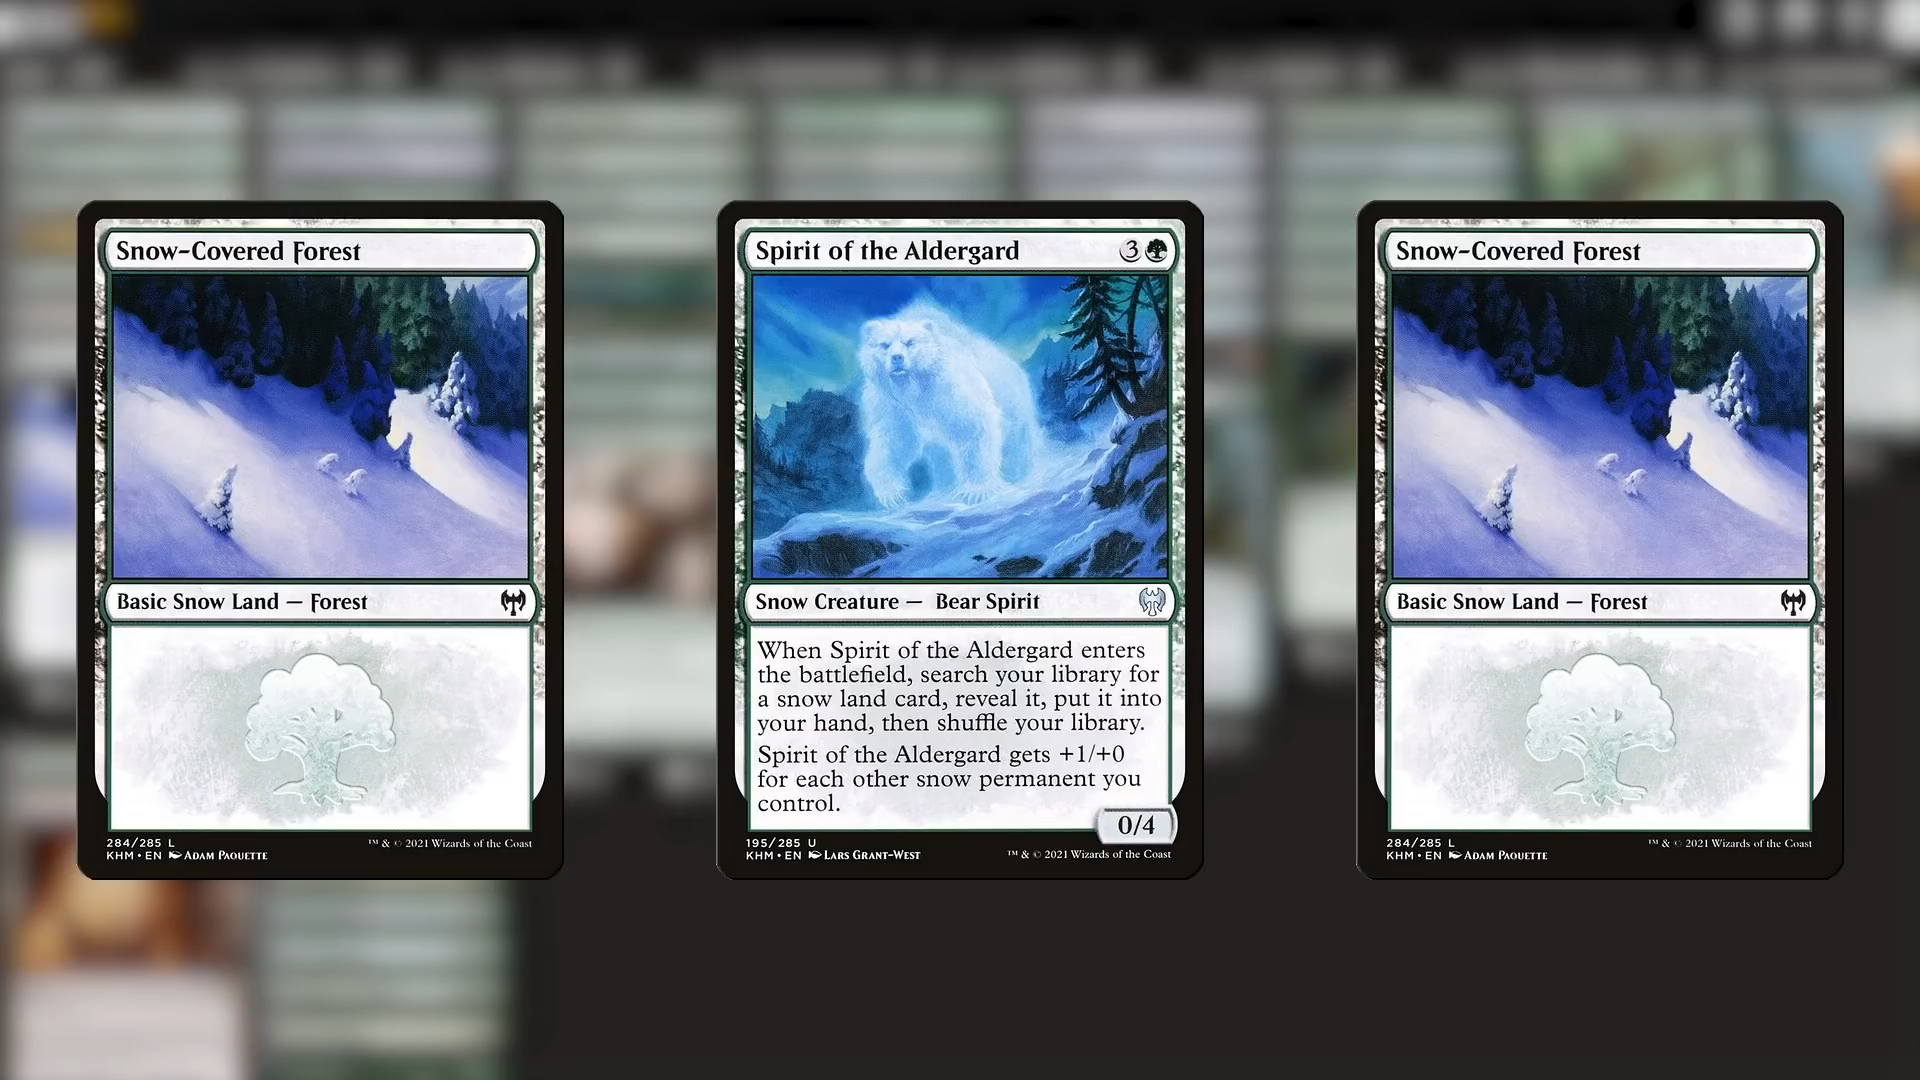 Snow-Covered Forest
Basic Snow Land — Forest
284/285 L
KHM • EN Adam Paquette
™ & © 2021 Wizards of the Coast
Spirit of the Aldergard 3
Snow Creature — Bear Spirit
When Spirit of the Aldergard enters
the battlefield, search your library for
a snow land card, reveal it, put it into
your hand, then shuffle your library.
Spirit of the Aldergard gets +1/+0
for each other snow permanent you
control.
0/4
195/285 U
KHM • EN Lars Grant-West
™ & © 2021 Wizards of the Coast
Snow-Covered Forest
Basic Snow Land — Forest
284/285 L
KHM • EN Adam Paquette
™ & © 2021 Wizards of the Coast